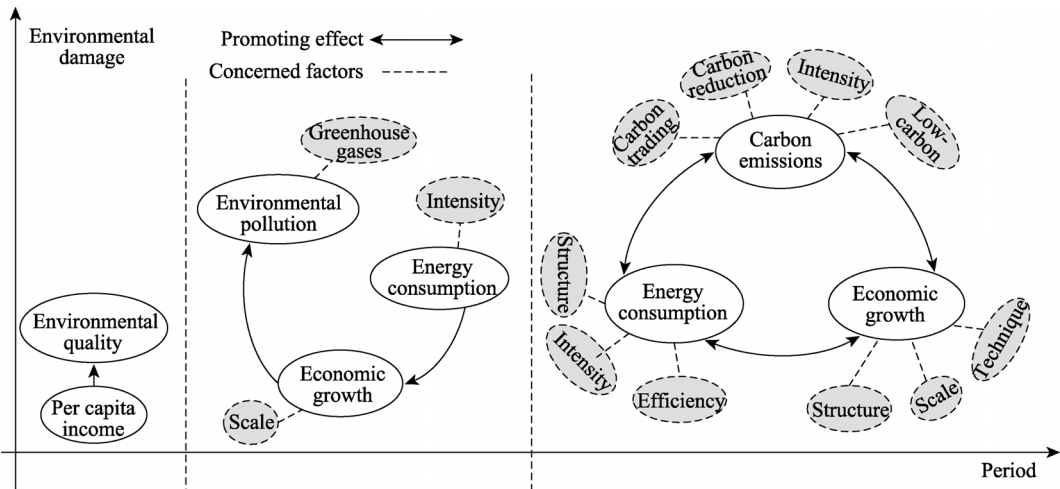 Environmental
damage
Promoting effect
Concerned factors
Environmental
quality
Per capita
income
Greenhouse
gases
Environmental
pollution
Intensity
Energy
consumption
Economic
growth
Scale
Carbon
reduction
Intensity
Carbon
trading
Low-
carbon
Carbon
emissions
Structure
Energy
consumption
Intensity
Efficiency
Economic
growth
Technique
Structure
Scale
Period